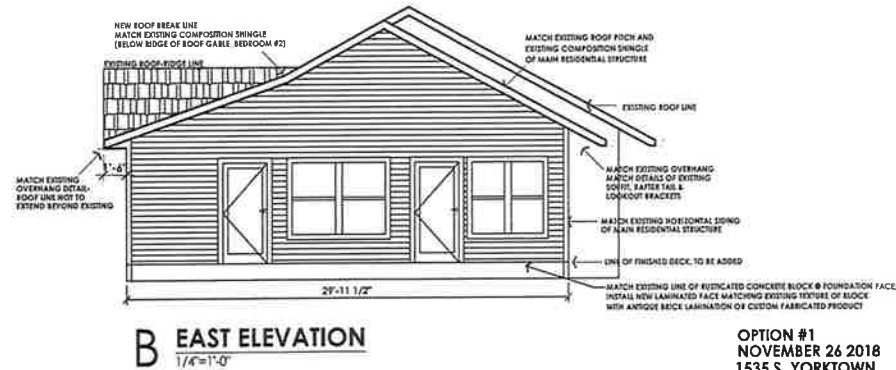 NEW ROOF BREAK LINE
MATCH EXISTING COMPOSITION SHINGLE
(BELOW RIDGE OF ROOF GABLE, BEDROOM #2)
EXISTING ROOF-RIDGE LINE
MATCH EXISTING ROOF PITCH AND
EXISTING COMPOSITION SHINGLE
OF MAIN RESIDENTIAL STRUCTURE
EXISTING ROOF LINE
1'-6"
MATCH EXISTING
OVERHANG DETAIL-
ROOF LINE NOT TO
EXTEND BEYOND EXISTING
MATCH EXISTING OVERHANG
MATCH DETAILS OF EXISTING
SOFFIT, RAFTER TAIL &
LOOKOUT BRACKETS
MATCH EXISTING HORIZONTAL SIDING
OF MAIN RESIDENTIAL STRUCTURE
LINE OF FINISHED DECK, TO BE ADDED
29'-11 1/2"
MATCH EXISTING LINE OF RUSTICATED CONCRETE BLOCK @ FOUNDATION FACE;
INSTALL NEW LAMINATED FACE MATCHING EXISTING TEXTURE OF BLOCK
WITH ANTIQUE BRICK LAMINATION OR CUSTOM FABRICATED PRODUCT
B EAST ELEVATION
1/4"=1'-0"
OPTION #1
NOVEMBER 26 2018
1535 S. YORKTOWN